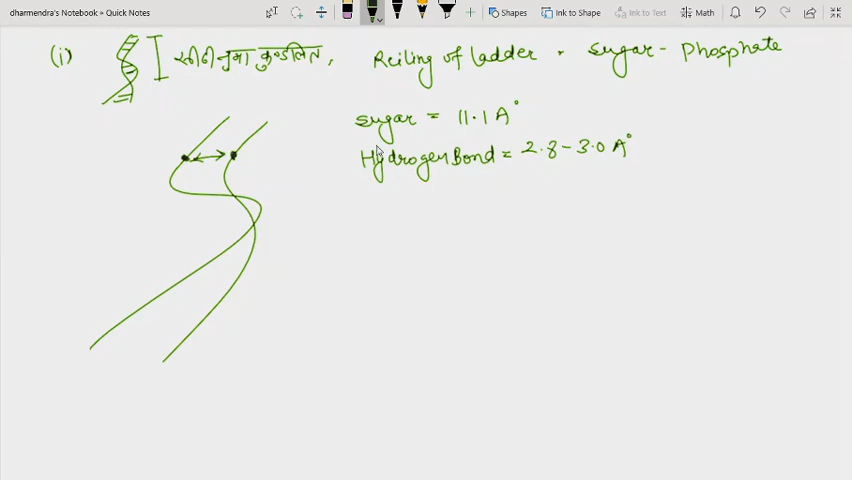 dharmendra's Notebook » Quick Notes
Shapes Ink to Shape Ink to Text Math
(i) सीढीनुमा कुण्डलित, Reiling of ladder • sugar - Phosphate
sugar = 11.1 A°
Hydrogen Bond = 2.8 - 3.0 A°